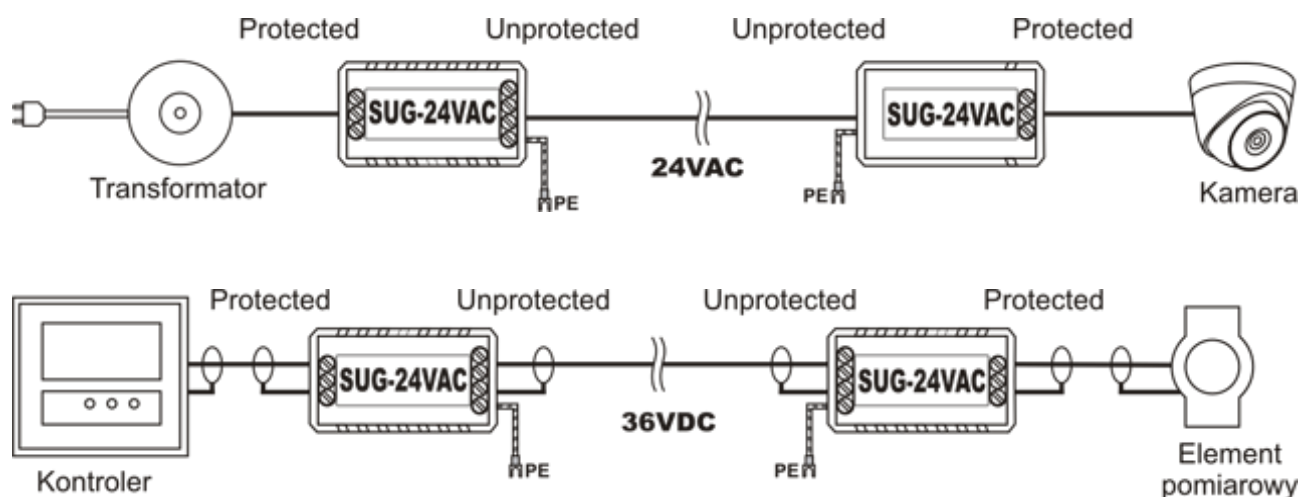 Protected Unprotected Unprotected Protected
SUG-24VAC SUG-24VAC
24VAC
Transformator PE PE Kamera
Protected Unprotected Unprotected Protected
SUG-24VAC SUG-24VAC
36VDC
PE PE
Kontroler Element
pomiarowy